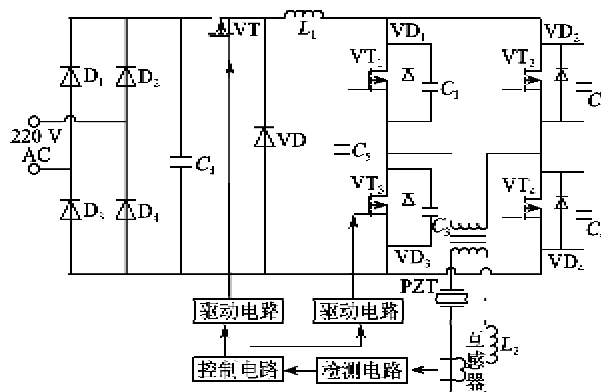 VT
L₁
VD₁
VD₂
VT₁
VT₂
D₁
D₂
C₁
C
220 V
AC
VD
C₄
C₅
VT₃
VT₄
D₃
D₄
C₃
C
VD₃
VD₄
PZT
驱动电路
驱动电路
互感器
L₂
控制电路
检测电路